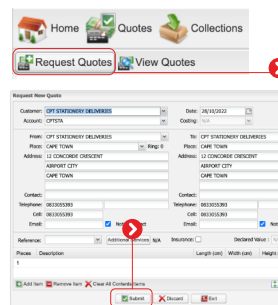 Home Quotes Collections
Request Quotes View Quotes
Request New Quote
Customer: CPT STATIONERY DELIVERIES Date: 28/10/2022
Account: CPTSTA Costing: N/A
From: CPT STATIONERY DELIVERIES To: CPT STATIONERY DELIVERIES
Place: CAPE TOWN Ring: 0 Place: CAPE TOWN
Address: 12 CONCORDE CRESCENT Address: 12 CONCORDE CRESCENT
AIRPORT CITY AIRPORT CITY
CAPE TOWN CAPE TOWN
Contact: Contact:
Telephone: 0833055393 Telephone: 0833055393
Cell: 0833055393 Cell: 0833055393
Email: Email:
Reference: Additional Services N/A Insurance: Declared Value:
Pieces Description Length (cm) Width (cm) Height
1
Add Item Remove Item Clear All Contents Items
Submit Discard Exit